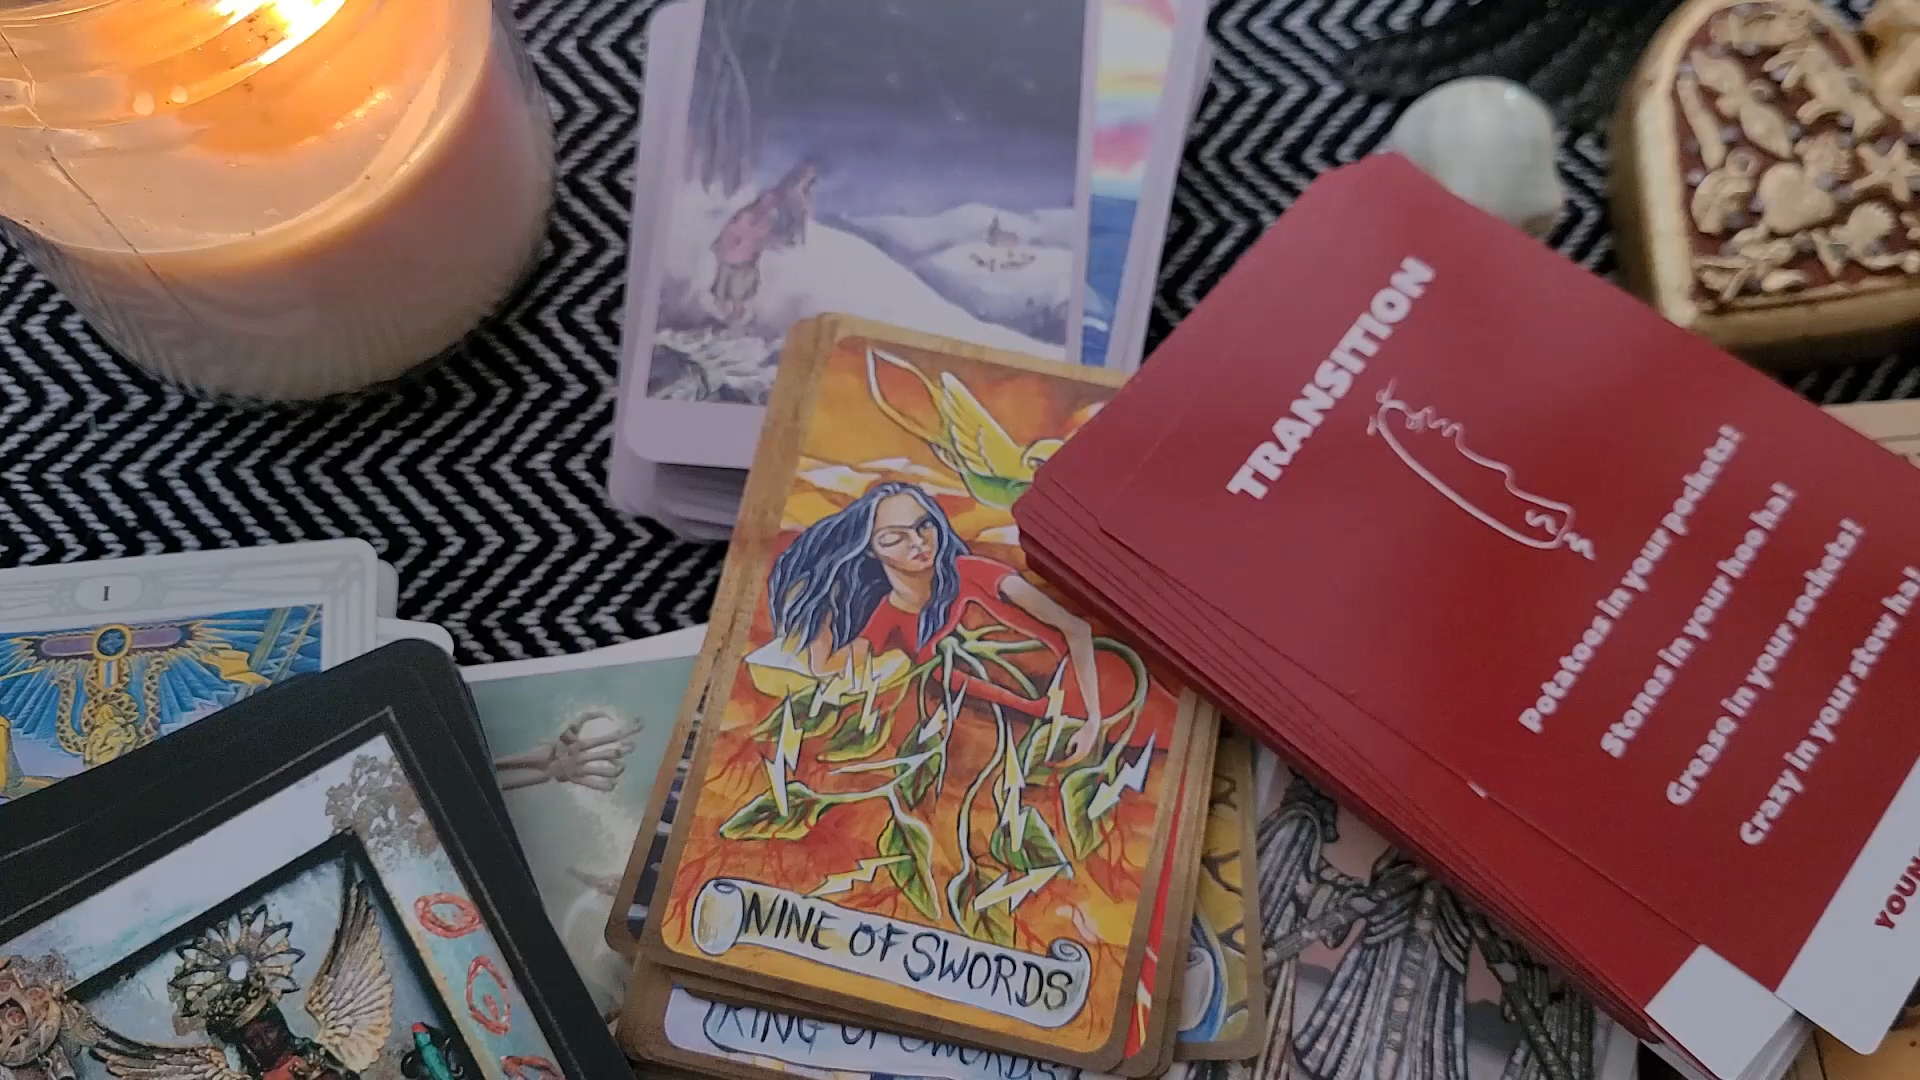 I
NINE OF SWORDS
KING OF SWORDS
TRANSITION
Potatoes in your pockets!
Stones in your hoo ha!
Grease in your sockets!
Crazy in your stew ha!